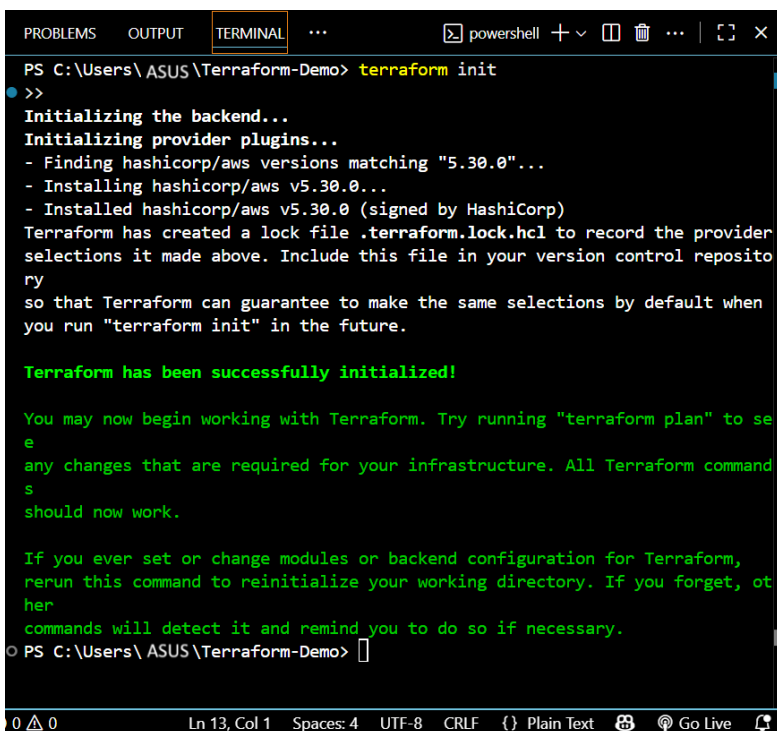 PROBLEMS OUTPUT TERMINAL ··· powershell
PS C:\Users\ASUS\Terraform-Demo> terraform init
>>
Initializing the backend...
Initializing provider plugins...
- Finding hashicorp/aws versions matching "5.30.0"...
- Installing hashicorp/aws v5.30.0...
- Installed hashicorp/aws v5.30.0 (signed by HashiCorp)
Terraform has created a lock file .terraform.lock.hcl to record the provider
selections it made above. Include this file in your version control reposito
ry
so that Terraform can guarantee to make the same selections by default when
you run "terraform init" in the future.
Terraform has been successfully initialized!
You may now begin working with Terraform. Try running "terraform plan" to se
e
any changes that are required for your infrastructure. All Terraform command
s
should now work.
If you ever set or change modules or backend configuration for Terraform,
rerun this command to reinitialize your working directory. If you forget, ot
her
commands will detect it and remind you to do so if necessary.
PS C:\Users\ASUS\Terraform-Demo>
0 0 Ln 13, Col 1 Spaces: 4 UTF-8 CRLF {} Plain Text Go Live